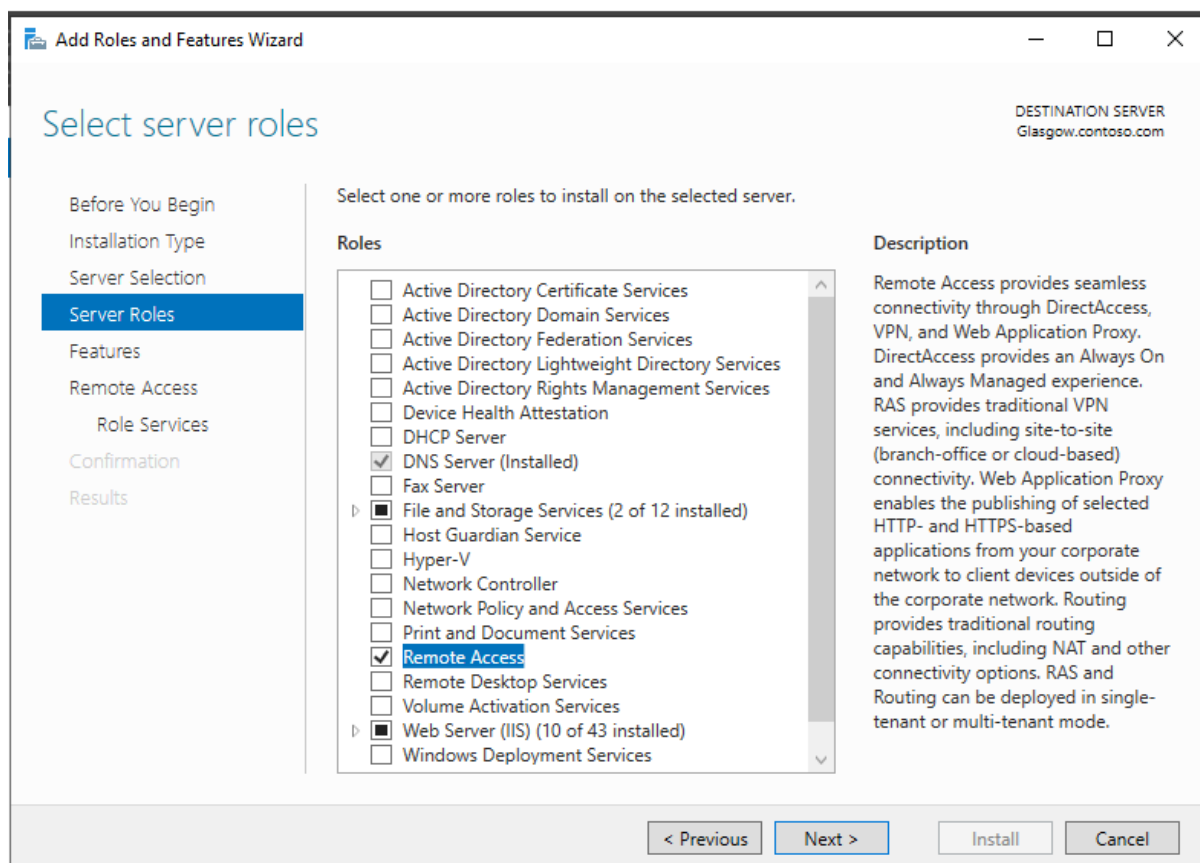 Add Roles and Features Wizard
Select server roles
DESTINATION SERVER
Glasgow.contoso.com
Before You Begin
Installation Type
Server Selection
Server Roles
Features
Remote Access
Role Services
Confirmation
Results
Select one or more roles to install on the selected server.
Roles
Active Directory Certificate Services
Active Directory Domain Services
Active Directory Federation Services
Active Directory Lightweight Directory Services
Active Directory Rights Management Services
Device Health Attestation
DHCP Server
DNS Server (Installed)
Fax Server
File and Storage Services (2 of 12 installed)
Host Guardian Service
Hyper-V
Network Controller
Network Policy and Access Services
Print and Document Services
Remote Access
Remote Desktop Services
Volume Activation Services
Web Server (IIS) (10 of 43 installed)
Windows Deployment Services
Description
Remote Access provides seamless
connectivity through DirectAccess,
VPN, and Web Application Proxy.
DirectAccess provides an Always On
and Always Managed experience.
RAS provides traditional VPN
services, including site-to-site
(branch-office or cloud-based)
connectivity. Web Application Proxy
enables the publishing of selected
HTTP- and HTTPS-based
applications from your corporate
network to client devices outside of
the corporate network. Routing
provides traditional routing
capabilities, including NAT and other
connectivity options. RAS and
Routing can be deployed in single-
tenant or multi-tenant mode.
< Previous
Next >
Install
Cancel